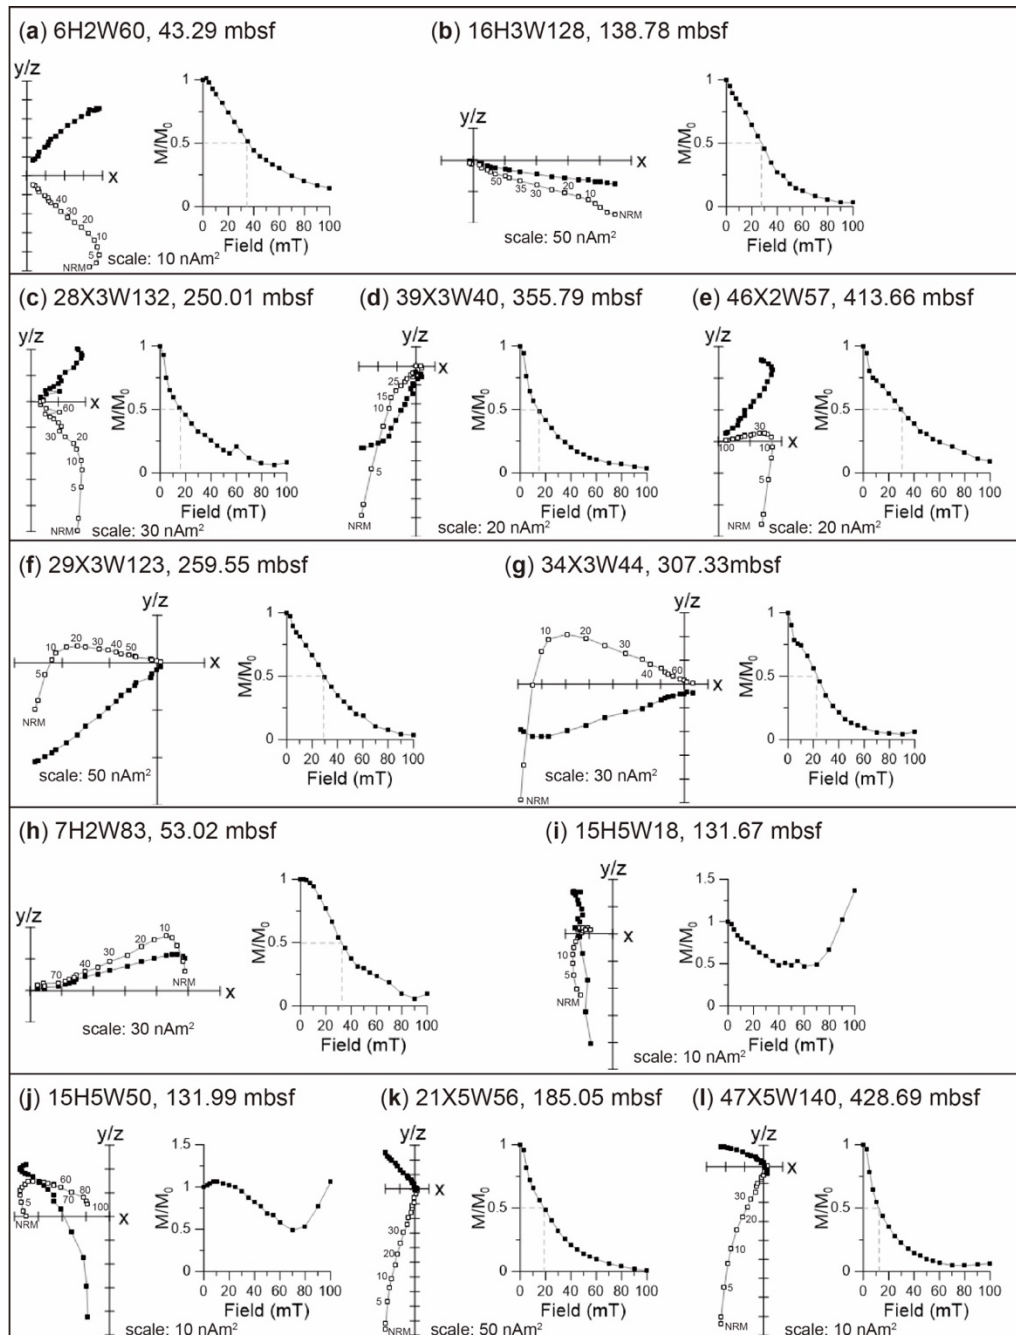 (a) 6H2W60, 43.29 mbsf
y/z
x
40
30
20
10
5
NRM
scale: 10 nAm²
M/M₀
1
0.5
0
0 20 40 60 80 100
Field (mT)
(b) 16H3W128, 138.78 mbsf
y/z
x
50 35 30 20 10
NRM
scale: 50 nAm²
M/M₀
1
0.5
0
0 20 40 60 80 100
Field (mT)
(c) 28X3W132, 250.01 mbsf
y/z
x
60
30
20
10
5
NRM
scale: 30 nAm²
M/M₀
1
0.5
0
0 20 40 60 80 100
Field (mT)
(d) 39X3W40, 355.79 mbsf
y/z
x
25
15
10
5
NRM
scale: 20 nAm²
M/M₀
1
0.5
0
0 20 40 60 80 100
Field (mT)
(e) 46X2W57, 413.66 mbsf
y/z
x
30
100 10
5
NRM
scale: 20 nAm²
M/M₀
1
0.5
0
0 20 40 60 80 100
Field (mT)
(f) 29X3W123, 259.55 mbsf
y/z
x
10 20 30 40 50
5
NRM
scale: 50 nAm²
M/M₀
1
0.5
0
0 20 40 60 80 100
Field (mT)
(g) 34X3W44, 307.33mbsf
y/z
x
10 20 30 40 60
NRM
scale: 30 nAm²
M/M₀
1
0.5
0
0 20 40 60 80 100
Field (mT)
(h) 7H2W83, 53.02 mbsf
y/z
x
70 40 30 20 10
NRM
scale: 30 nAm²
M/M₀
1
0.5
0
0 20 40 60 80 100
Field (mT)
(i) 15H5W18, 131.67 mbsf
y/z
x
10
5
NRM
scale: 10 nAm²
M/M₀
1.5
1
0.5
0
0 20 40 60 80 100
Field (mT)
(j) 15H5W50, 131.99 mbsf
y/z
x
60
70
80
100
5
NRM
scale: 10 nAm²
M/M₀
1.5
1
0.5
0
0 20 40 60 80 100
Field (mT)
(k) 21X5W56, 185.05 mbsf
y/z
x
30
20
10
5
NRM
scale: 50 nAm²
M/M₀
1
0.5
0
0 20 40 60 80 100
Field (mT)
(l) 47X5W140, 428.69 mbsf
y/z
x
30
20
10
5
NRM
scale: 10 nAm²
M/M₀
1
0.5
0
0 20 40 60 80 100
Field (mT)